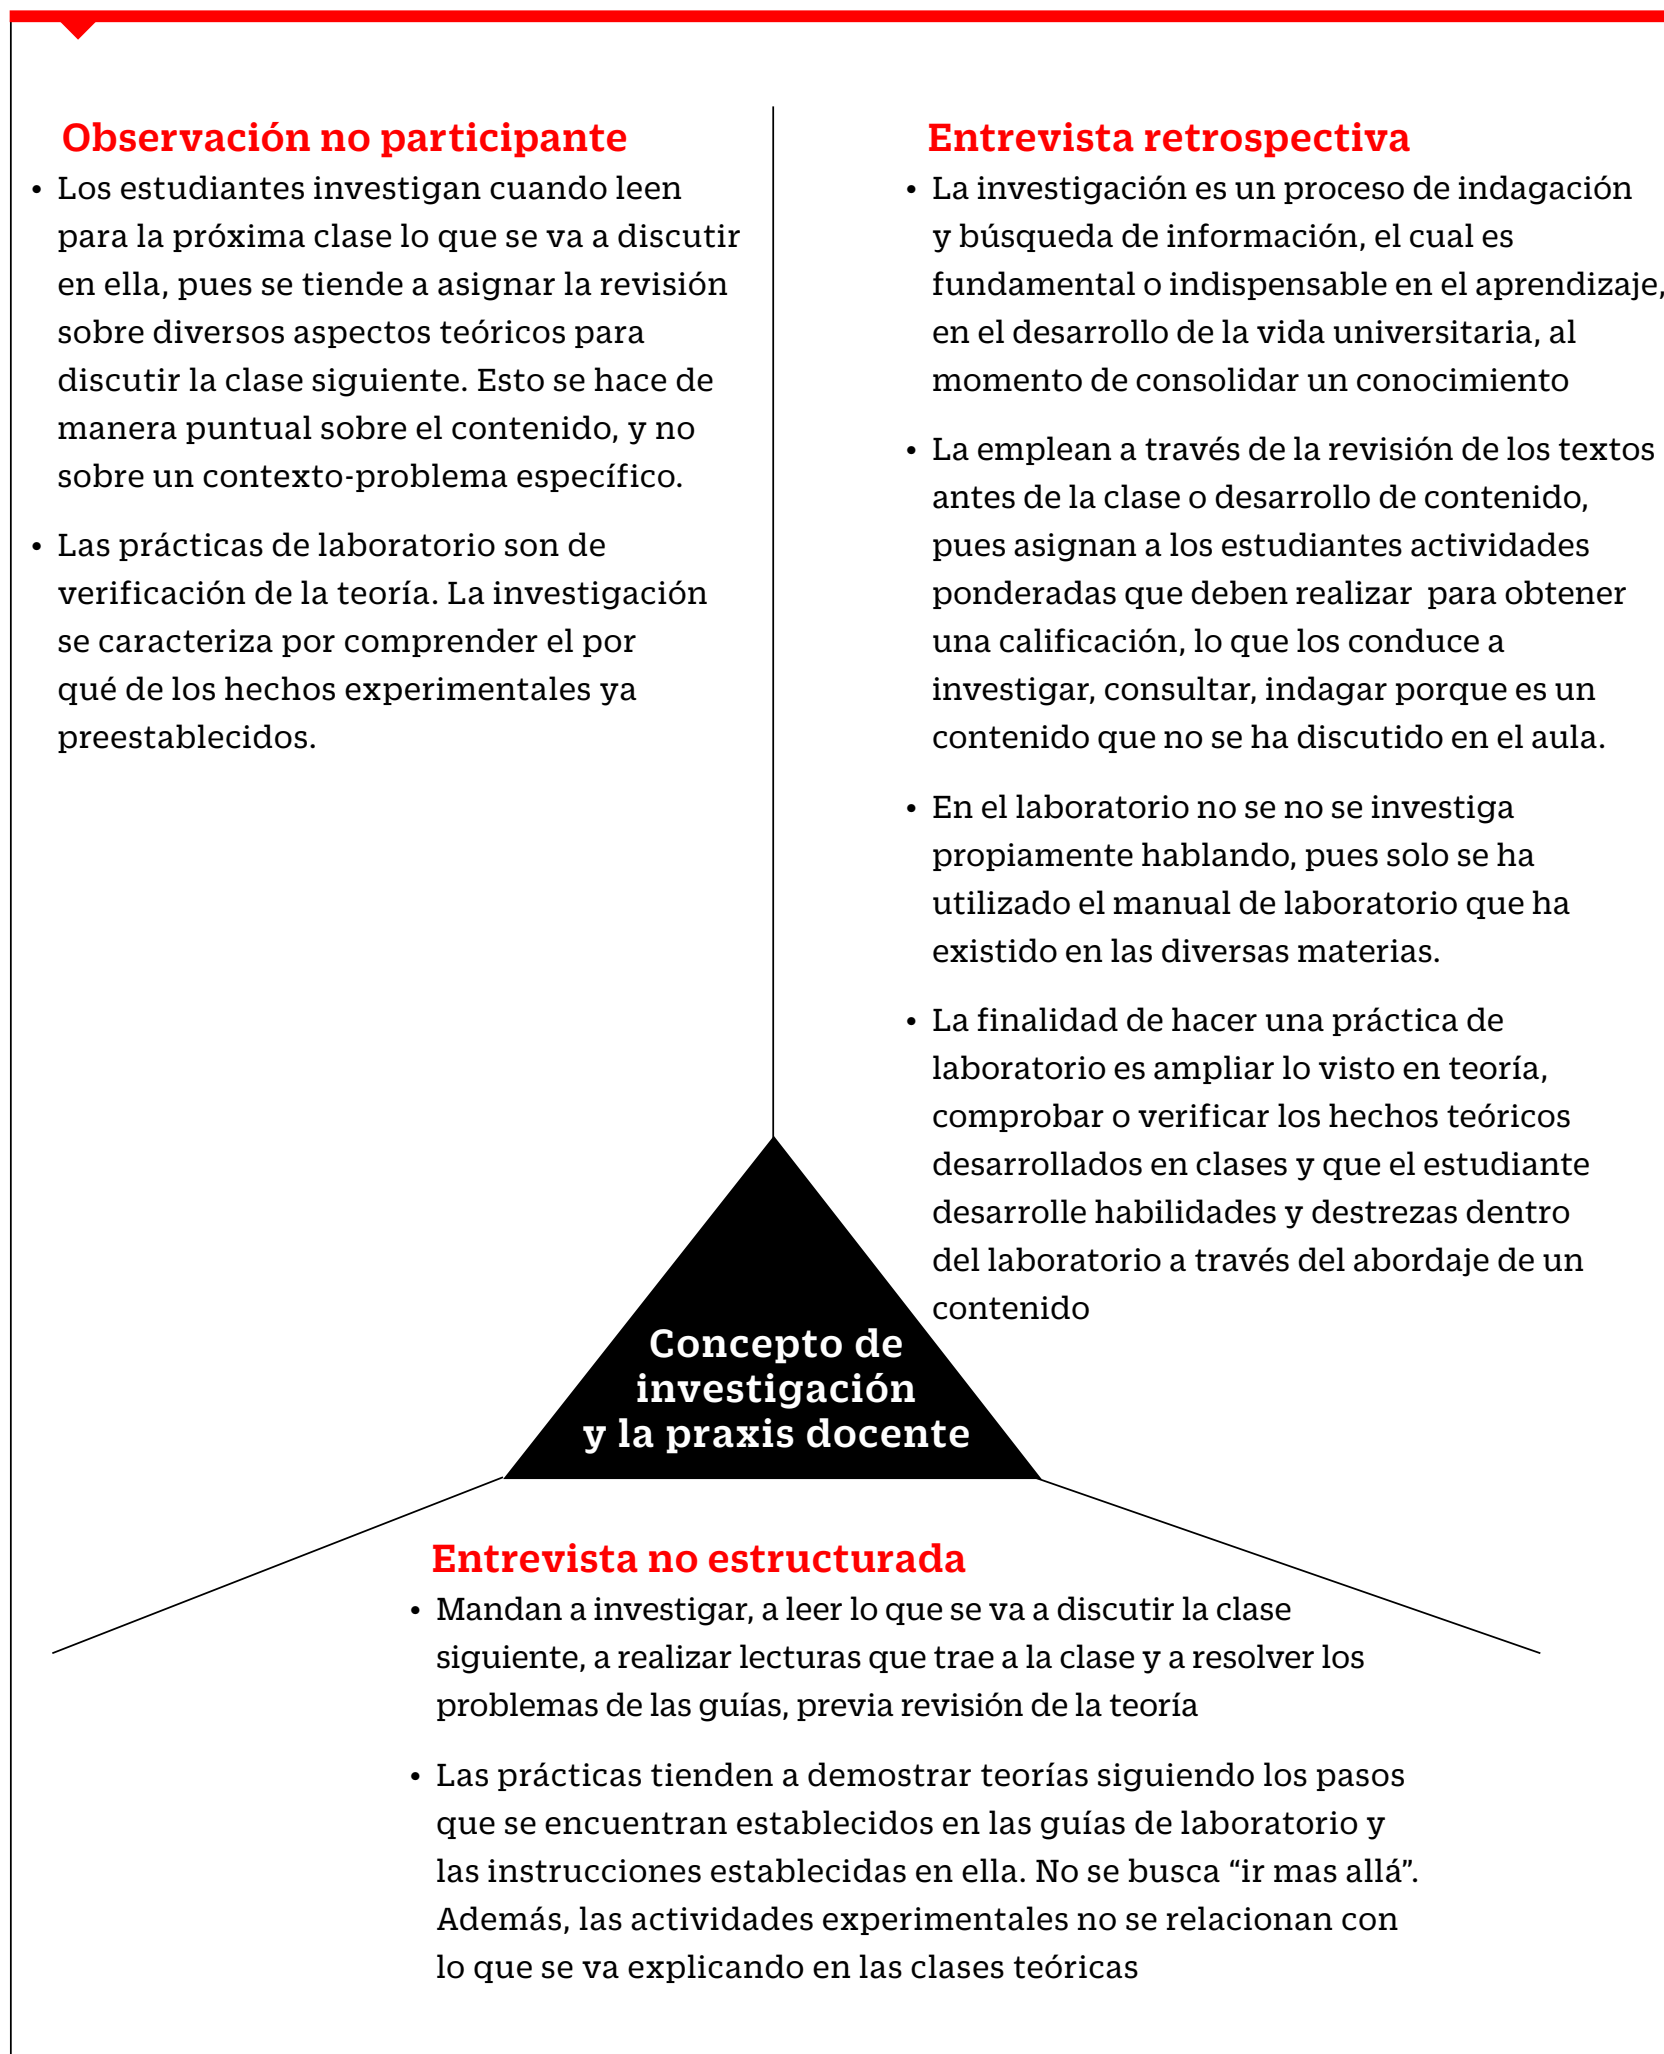 Observación no participante
• Los estudiantes investigan cuando leen
para la próxima clase lo que se va a discutir
en ella, pues se tiende a asignar la revisión
sobre diversos aspectos teóricos para
discutir la clase siguiente. Esto se hace de
manera puntual sobre el contenido, y no
sobre un contexto-problema específico.
• Las prácticas de laboratorio son de
verificación de la teoría. La investigación
se caracteriza por comprender el por
qué de los hechos experimentales ya
preestablecidos.
Entrevista retrospectiva
• La investigación es un proceso de indagación
y búsqueda de información, el cual es
fundamental o indispensable en el aprendizaje,
en el desarrollo de la vida universitaria, al
momento de consolidar un conocimiento
• La emplean a través de la revisión de los textos
antes de la clase o desarrollo de contenido,
pues asignan a los estudiantes actividades
ponderadas que deben realizar  para obtener
una calificación, lo que los conduce a
investigar, consultar, indagar porque es un
contenido que no se ha discutido en el aula.
• En el laboratorio no se no se investiga
propiamente hablando, pues solo se ha
utilizado el manual de laboratorio que ha
existido en las diversas materias.
• La finalidad de hacer una práctica de
laboratorio es ampliar lo visto en teoría,
comprobar o verificar los hechos teóricos
desarrollados en clases y que el estudiante
desarrolle habilidades y destrezas dentro
del laboratorio a través del abordaje de un
contenido
Concepto de
investigación
y la praxis docente
Entrevista no estructurada
• Mandan a investigar, a leer lo que se va a discutir la clase
siguiente, a realizar lecturas que trae a la clase y a resolver los
problemas de las guías, previa revisión de la teoría
• Las prácticas tienden a demostrar teorías siguiendo los pasos
que se encuentran establecidos en las guías de laboratorio y
las instrucciones establecidas en ella. No se busca “ir mas allá”.
Además, las actividades experimentales no se relacionan con
lo que se va explicando en las clases teóricas